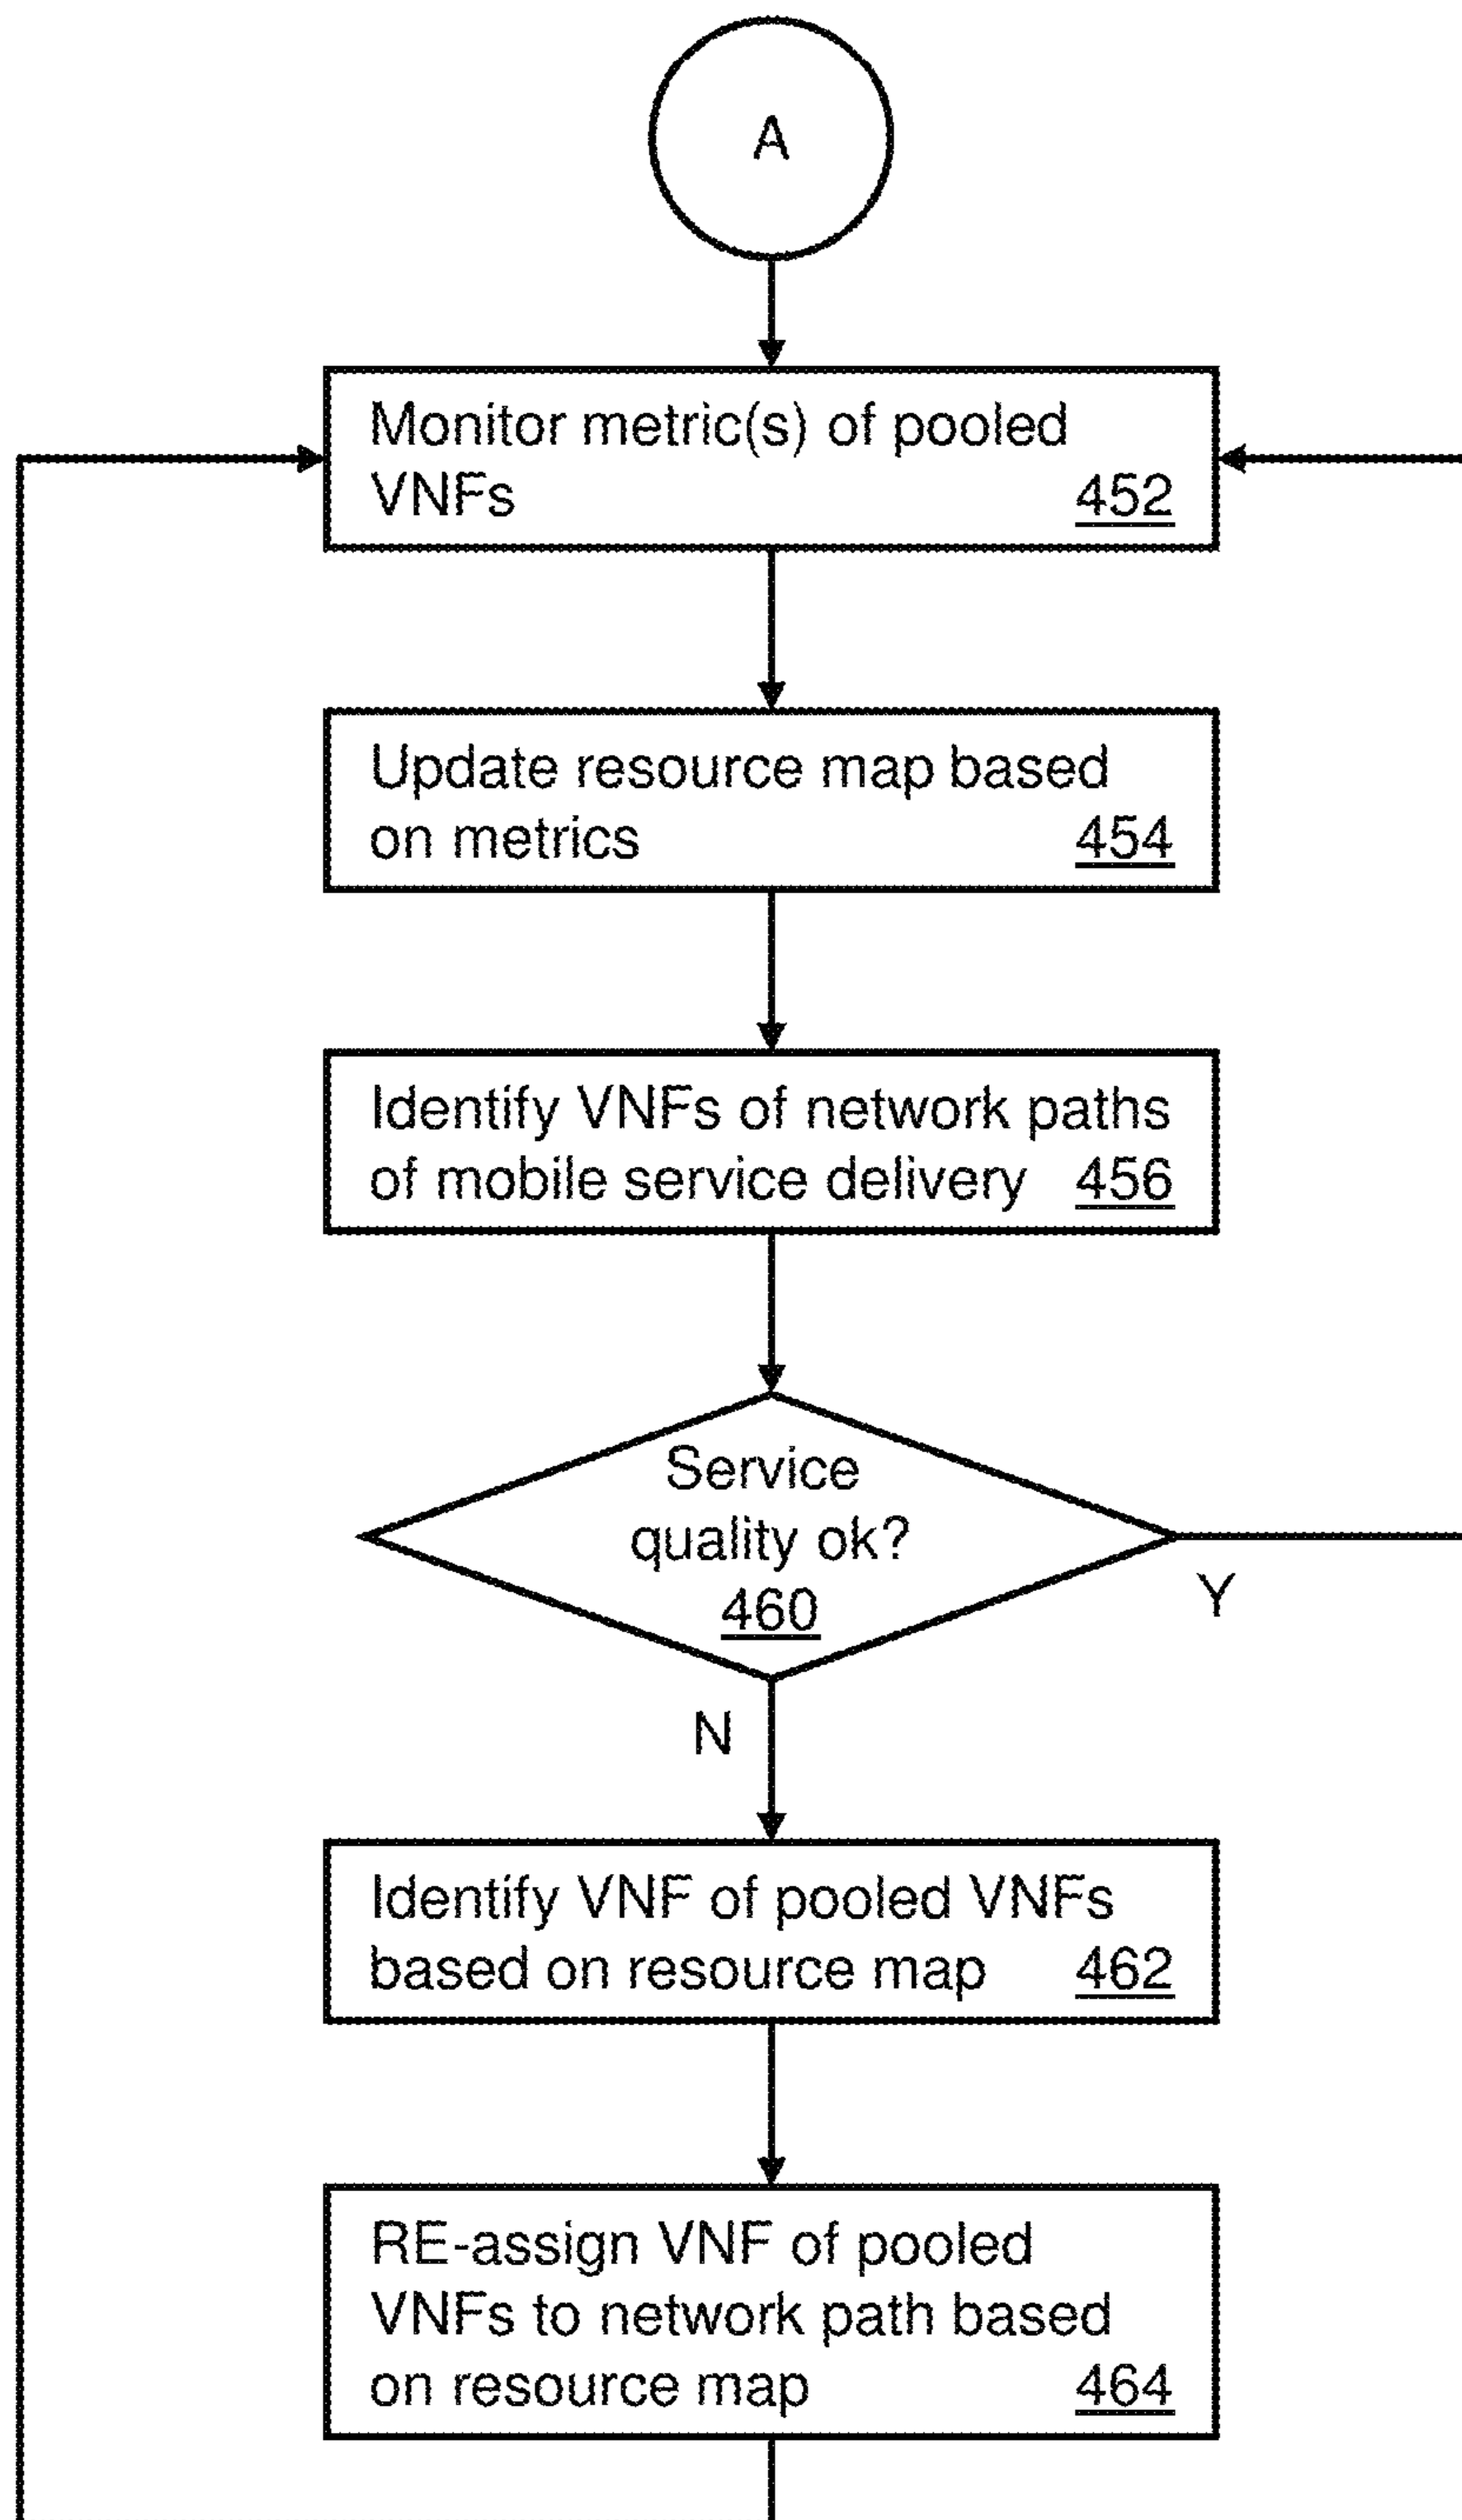 A
Monitor metric(s) of pooled
VNFs 452
Update resource map based
on metrics 454
Identify VNFs of network paths
of mobile service delivery 456
Service
quality ok?
460
Y
N
Identify VNF of pooled VNFs
based on resource map 462
RE-assign VNF of pooled
VNFs to network path based
on resource map 464